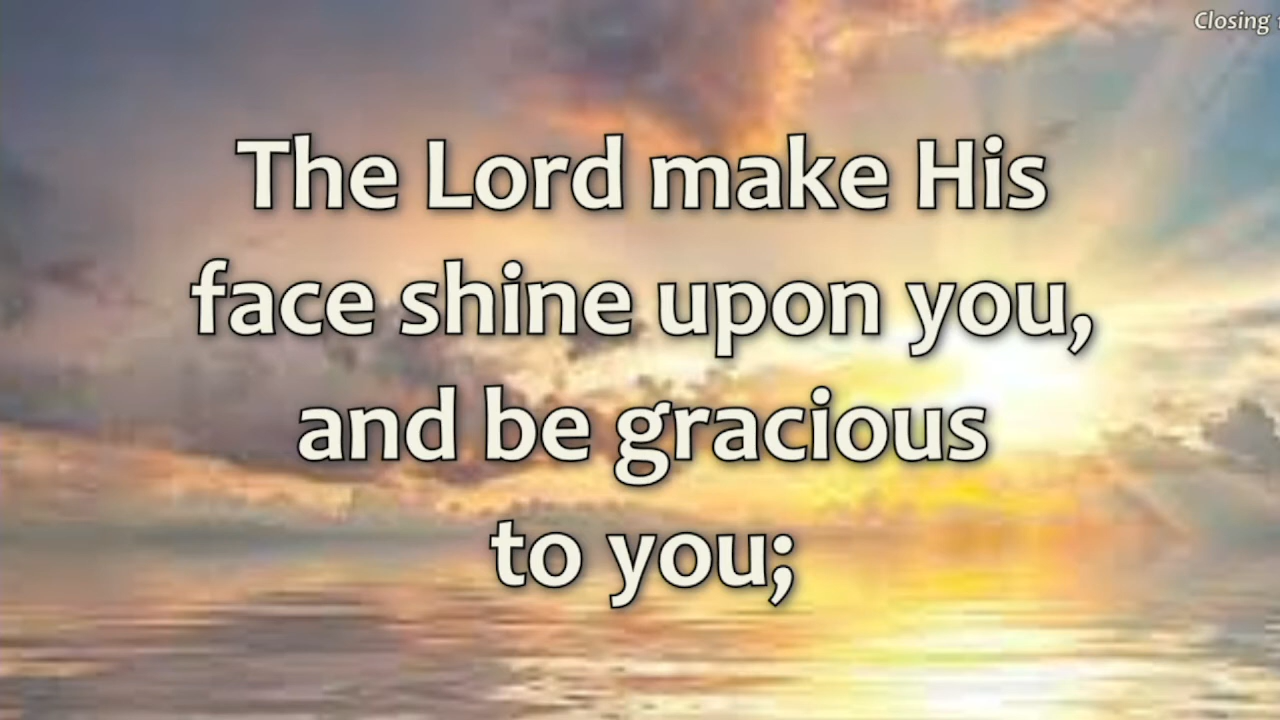 Closing
The Lord make His
face shine upon you,
and be gracious
to you;